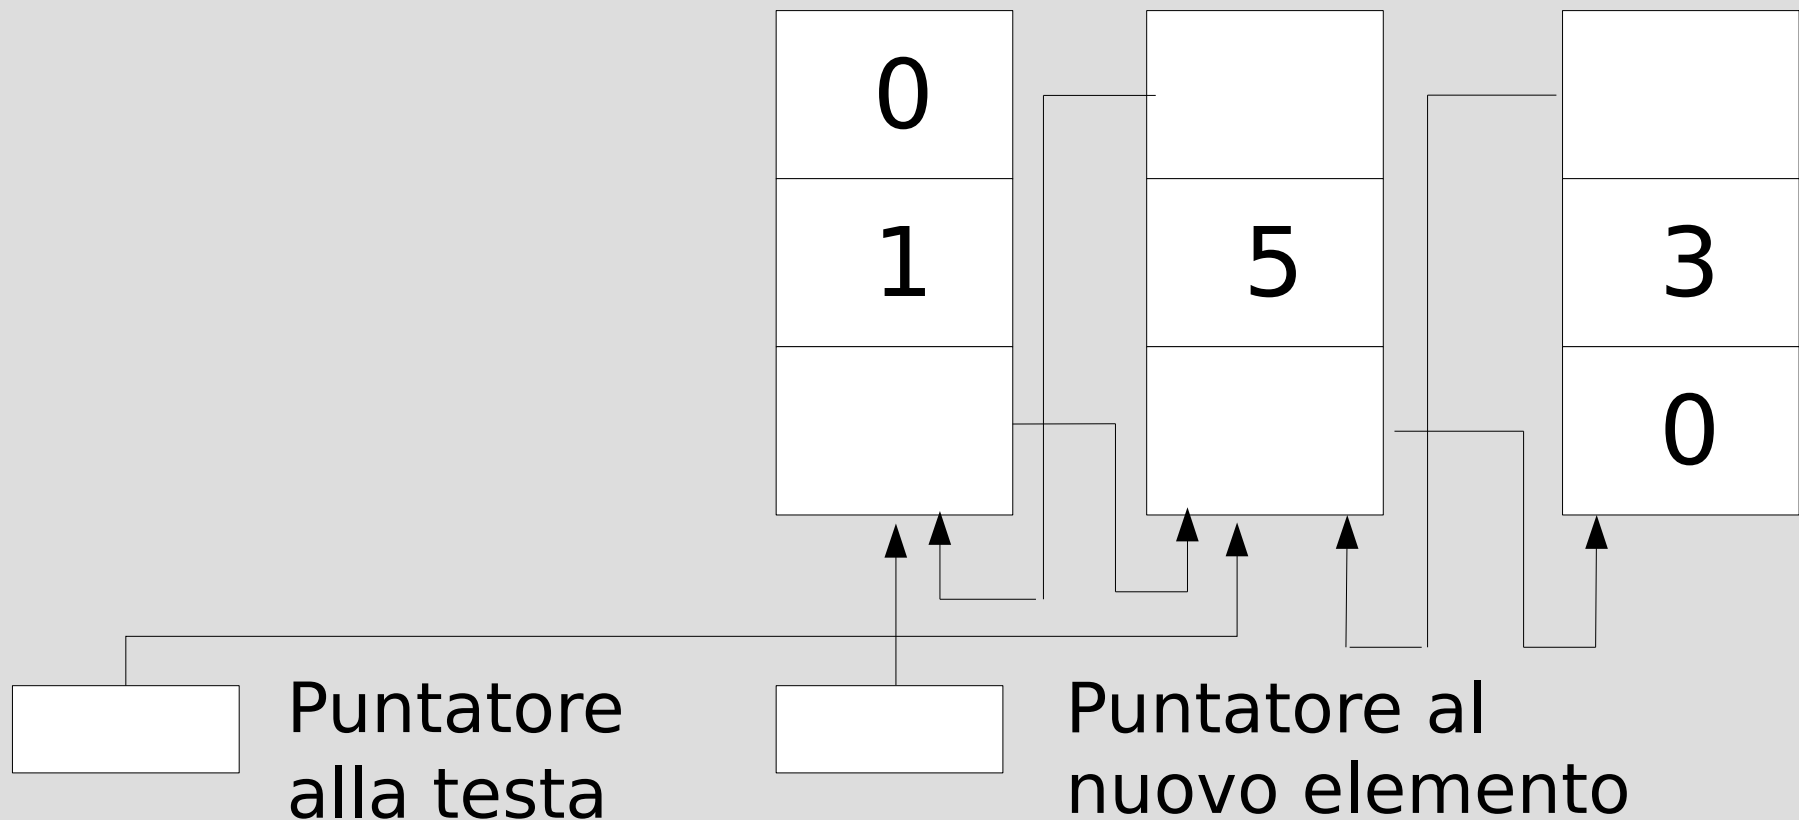 0
1 5 3
0
Puntatore
alla testa
Puntatore al
nuovo elemento